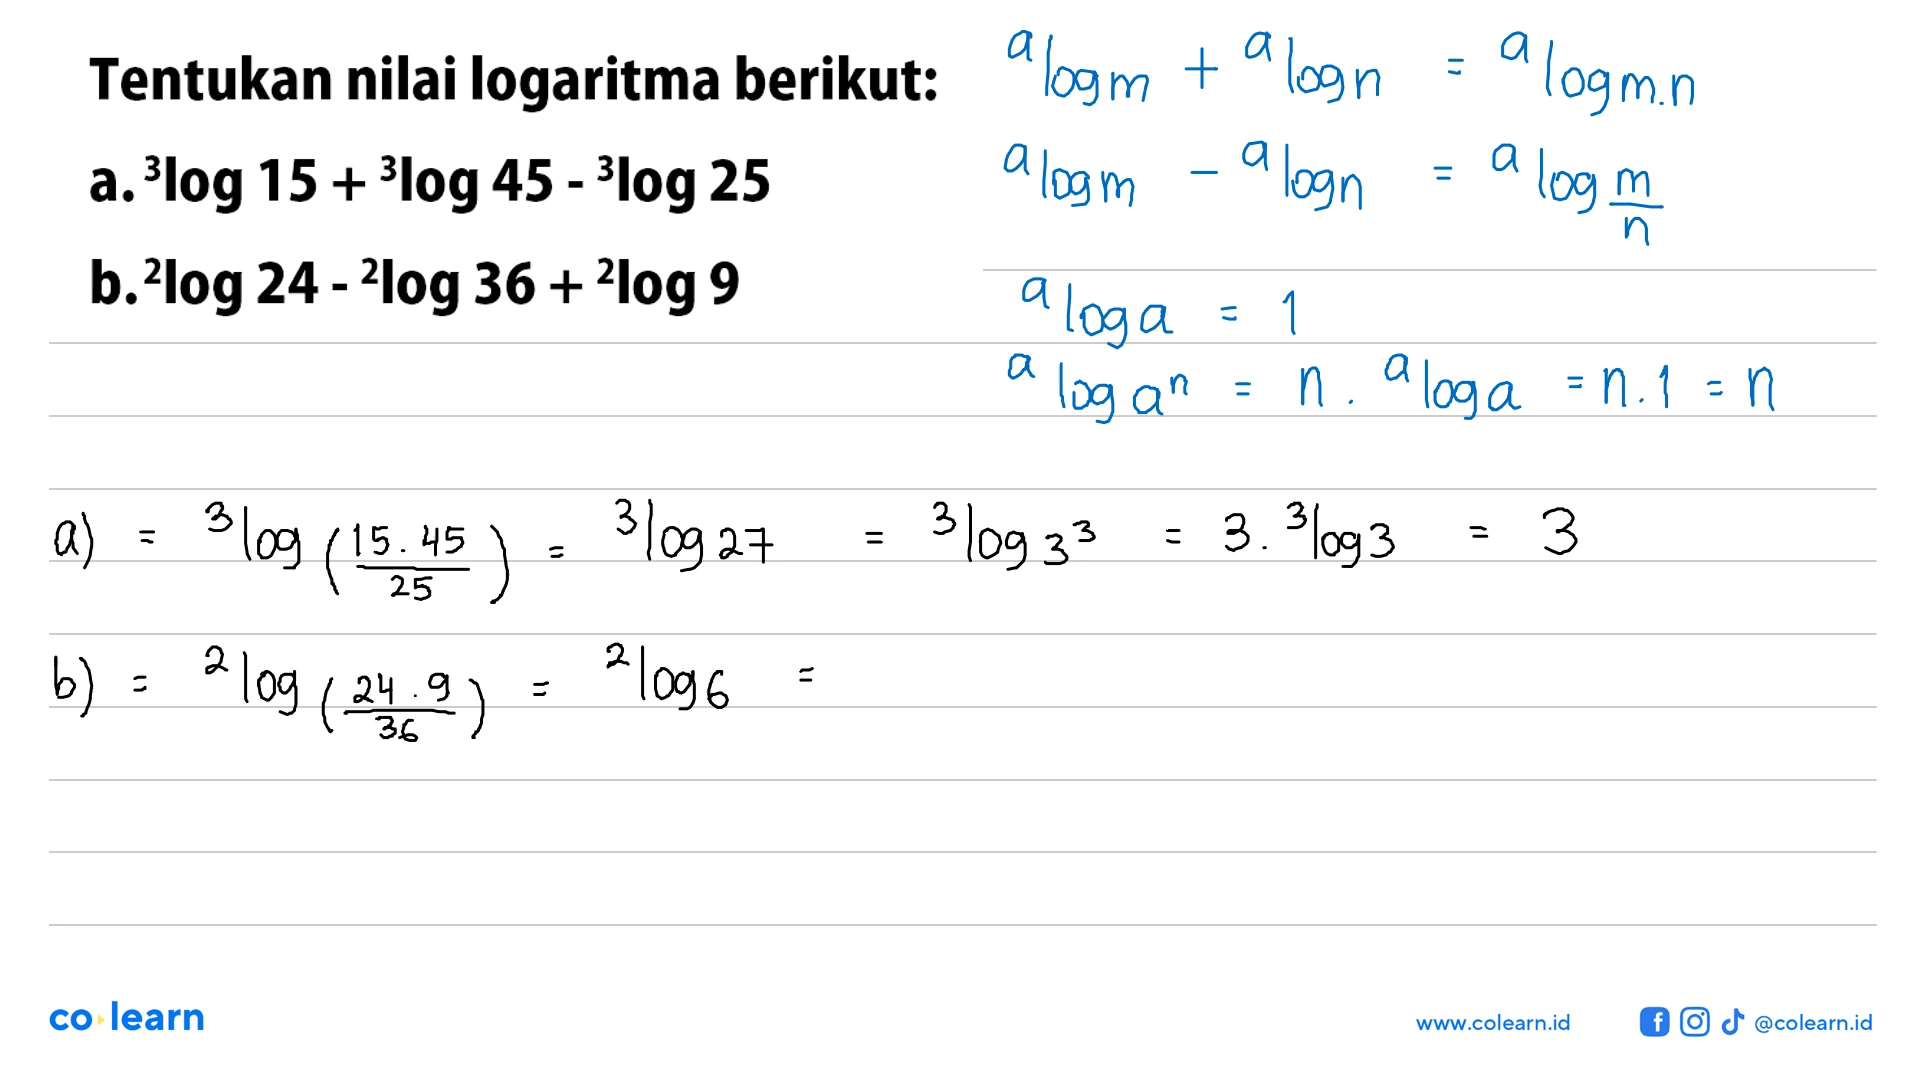 Tentukan nilai logaritma berikut:
a. ³log 15 + ³log 45 - ³log 25
b. ²log 24 - ²log 36 + ²log 9
ᵃlog m + ᵃlog n = ᵃlog m.n
ᵃlog m - ᵃlog n = ᵃlog m/n
ᵃlog a = 1
ᵃlog aⁿ = n . ᵃlog a = n . 1 = n
a) = ³log (15 . 45 / 25) = ³log 27 = ³log 3³ = 3 . ³log 3 = 3
b) = ²log (24 . 9 / 36) = ²log 6 =
co learn
www.colearn.id @colearn.id